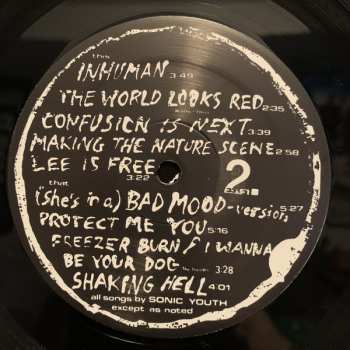 this
INHUMAN 3:49
THE WORLD LOOKS RED 2:35
CONFUSION IS NEXT 3:39
MAKING THE NATURE SCENE 2:58
LEE IS FREE 3:22
2
that
(she's in a) BAD MOOD-version 5:27
PROTECT ME YOU 5:16
FREEZER BURN / I WANNA
BE YOUR DOG 3:28
SHAKING HELL 4:01
all songs by SONIC YOUTH
except as noted